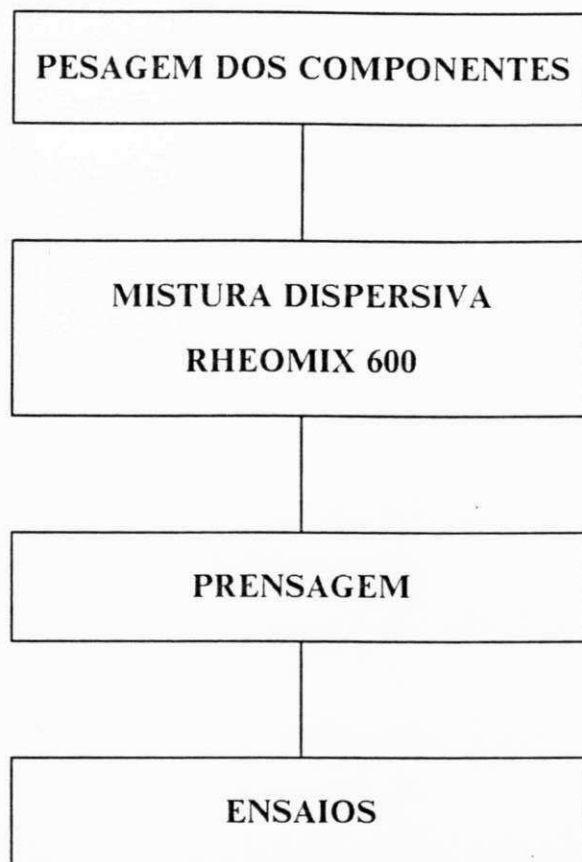 PESAGEM DOS COMPONENTES
MISTURA DISPERSIVA
RHEOMIX 600
PRENSAGEM
ENSAIOS